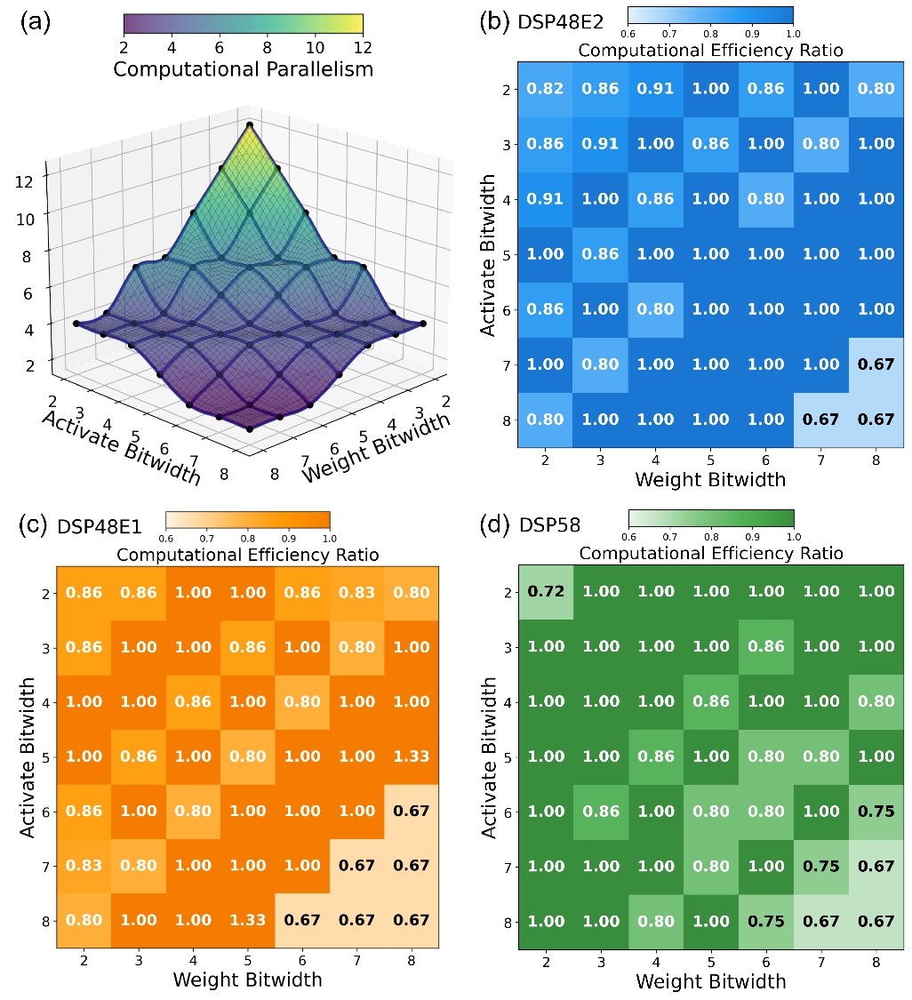 (a)
2 4 6 8 10 12
Computational Parallelism
12
10
8
6
4
2
2 3 4 5 6 7 8
Activate Bitwidth
8 7 6 5 4 3 2
Weight Bitwidth
(b) DSP48E2
0.6 0.7 0.8 0.9 1.0
Computational Efficiency Ratio
Activate Bitwidth
2 0.82 0.86 0.91 1.00 0.86 1.00 0.80
3 0.86 0.91 1.00 0.86 1.00 0.80 1.00
4 0.91 1.00 0.86 1.00 0.80 1.00 1.00
5 1.00 0.86 1.00 1.00 1.00 1.00 1.00
6 0.86 1.00 0.80 1.00 1.00 1.00 1.00
7 1.00 0.80 1.00 1.00 1.00 1.00 0.67
8 0.80 1.00 1.00 1.00 1.00 0.67 0.67
2 3 4 5 6 7 8
Weight Bitwidth
(c) DSP48E1
0.6 0.7 0.8 0.9 1.0
Computational Efficiency Ratio
Activate Bitwidth
2 0.86 0.86 1.00 1.00 0.86 0.83 0.80
3 0.86 1.00 1.00 0.86 1.00 0.80 1.00
4 1.00 1.00 0.86 1.00 0.80 1.00 1.00
5 1.00 0.86 1.00 0.80 1.00 1.00 1.33
6 0.86 1.00 0.80 1.00 1.00 1.00 0.67
7 0.83 0.80 1.00 1.00 1.00 0.67 0.67
8 0.80 1.00 1.00 1.33 0.67 0.67 0.67
2 3 4 5 6 7 8
Weight Bitwidth
(d) DSP58
0.6 0.7 0.8 0.9 1.0
Computational Efficiency Ratio
Activate Bitwidth
2 0.72 1.00 1.00 1.00 1.00 1.00 1.00
3 1.00 1.00 1.00 1.00 0.86 1.00 1.00
4 1.00 1.00 1.00 0.86 1.00 1.00 0.80
5 1.00 1.00 0.86 1.00 0.80 0.80 1.00
6 1.00 0.86 1.00 0.80 0.80 1.00 0.75
7 1.00 1.00 1.00 0.80 1.00 0.75 0.67
8 1.00 1.00 0.80 1.00 0.75 0.67 0.67
2 3 4 5 6 7 8
Weight Bitwidth